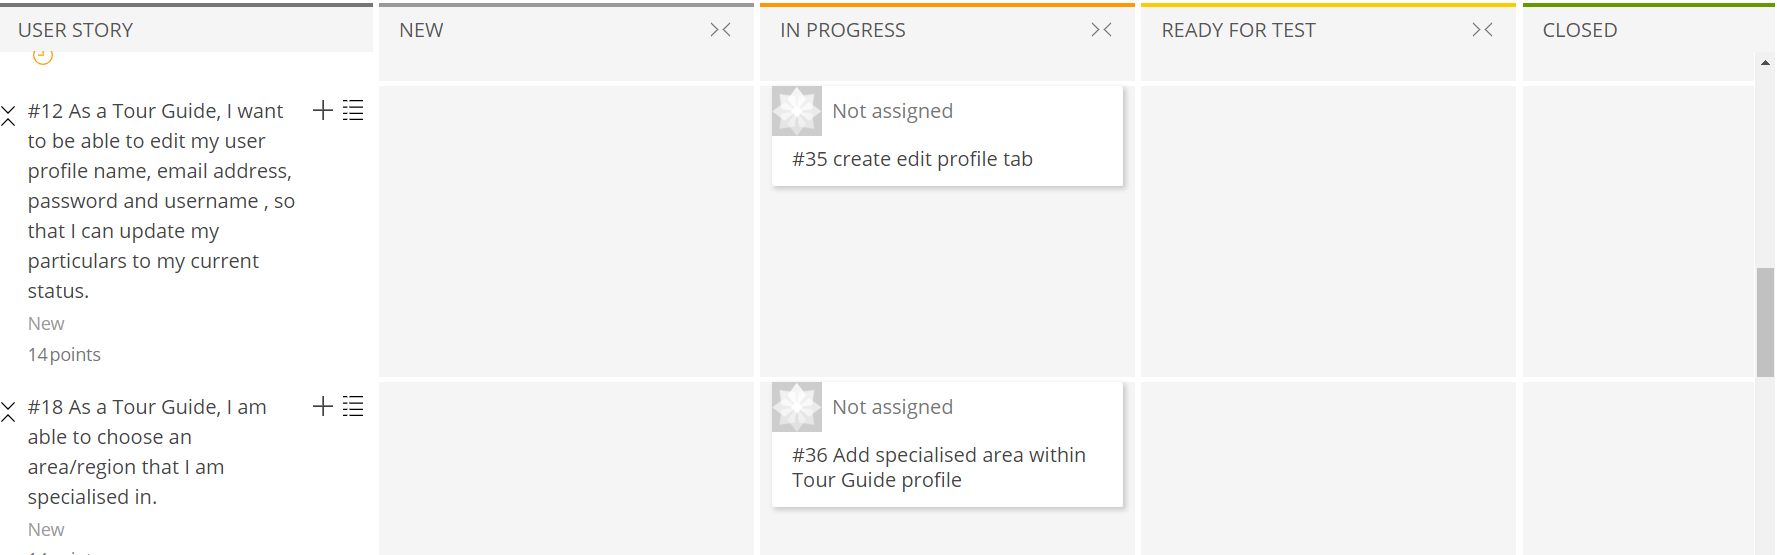 USER STORY
NEW
IN PROGRESS
READY FOR TEST
CLOSED
#12 As a Tour Guide, I want
to be able to edit my user
profile name, email address,
password and username , so
that I can update my
particulars to my current
status.
New
14 points
Not assigned
#35 create edit profile tab
#18 As a Tour Guide, I am
able to choose an
area/region that I am
specialised in.
New
Not assigned
#36 Add specialised area within
Tour Guide profile